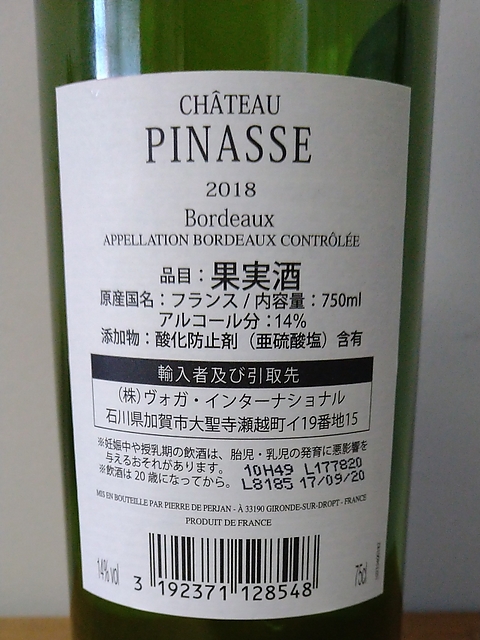 CHÂTEAU
PINASSE
2018
Bordeaux
APPELLATION BORDEAUX CONTRÔLÉE
品目：果実酒
原産国名：フランス / 内容量：750ml
アルコール分：14%
添加物：酸化防止剤（亜硫酸塩）含有
輸入者及び引取先
（株）ヴォガ・インターナショナル
石川県加賀市大聖寺瀬越町イ19番地15
※妊娠中や授乳期の飲酒は、胎児・乳児の発育に悪影響を
与えるおそれがあります。
※飲酒は20歳になってから。
10H49 L177820
L8185 17/09/20
MIS EN BOUTEILLE PAR PIERRE DE PERJAN - À 33190 GIRONDE-SUR-DROPT - FRANCE
PRODUIT DE FRANCE
14% vol
75cl
3 192371 128548